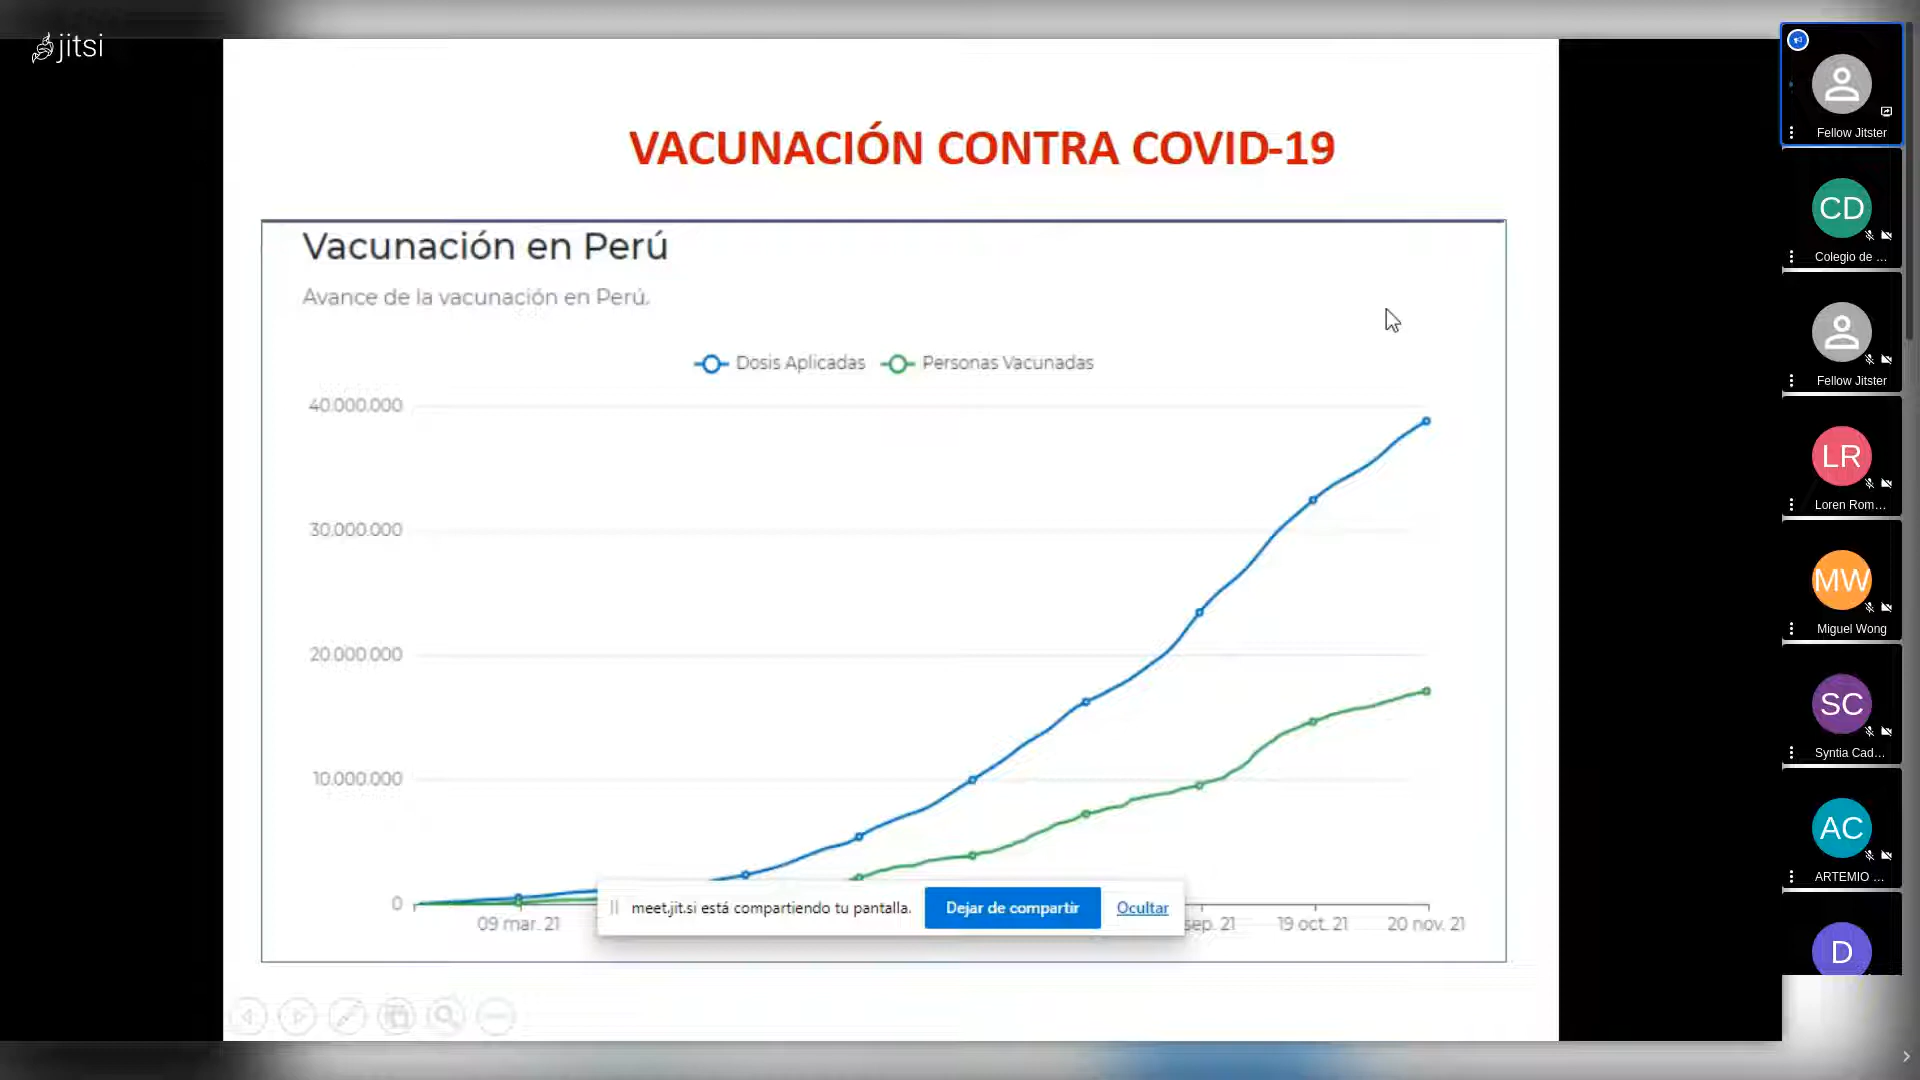 jitsi
VACUNACIÓN CONTRA COVID-19
Vacunación en Perú
Avance de la vacunación en Perú.
Dosis Aplicadas
Personas Vacunadas
40.000.000
30.000.000
20.000.000
10.000.000
0
09 mar. 21
sep. 21
19 oct. 21
20 nov. 21
meet.jit.si está compartiendo tu pantalla.
Dejar de compartir
Ocultar
Fellow Jitster
CD
Colegio de ...
Fellow Jitster
LR
Loren Rom...
MW
Miguel Wong
SC
Syntia Cad...
AC
ARTEMIO ...
D